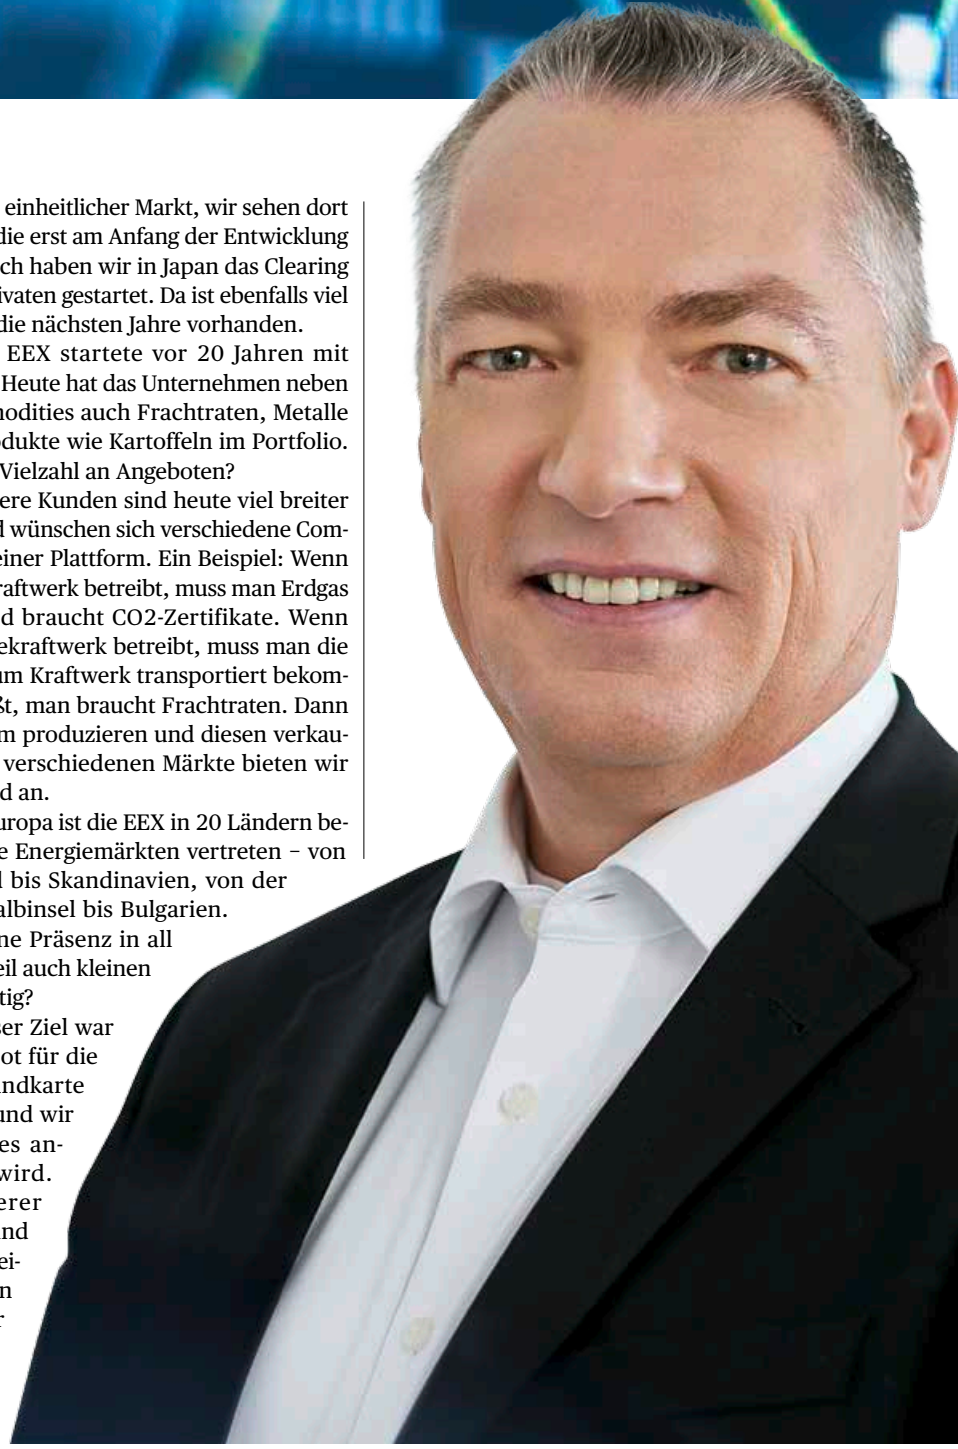 einheitlicher Markt, wir sehen dort
die erst am Anfang der Entwicklung
ch haben wir in Japan das Clearing
ivaten gestartet. Da ist ebenfalls viel
die nächsten Jahre vorhanden.
EEX startete vor 20 Jahren mit
Heute hat das Unternehmen neben
modities auch Frachtraten, Metalle
odukte wie Kartoffeln im Portfolio.
Vielzahl an Angeboten?
ere Kunden sind heute viel breiter
d wünschen sich verschiedene Com-
einer Plattform. Ein Beispiel: Wenn
raftwerk betreibt, muss man Erdgas
d braucht CO2-Zertifikate. Wenn
ekraftwerk betreibt, muss man die
um Kraftwerk transportiert bekom-
ßt, man braucht Frachtraten. Dann
m produzieren und diesen verkau-
verschiedenen Märkte bieten wir
d an.
uropa ist die EEX in 20 Ländern be-
e Energiemärkten vertreten – von
l bis Skandinavien, von der
albinsel bis Bulgarien.
ne Präsenz in all
eil auch kleinen
tig?
ser Ziel war
ot für die
ndkarte
und wir
es an-
wird.
erer
nd
ei-
n
r